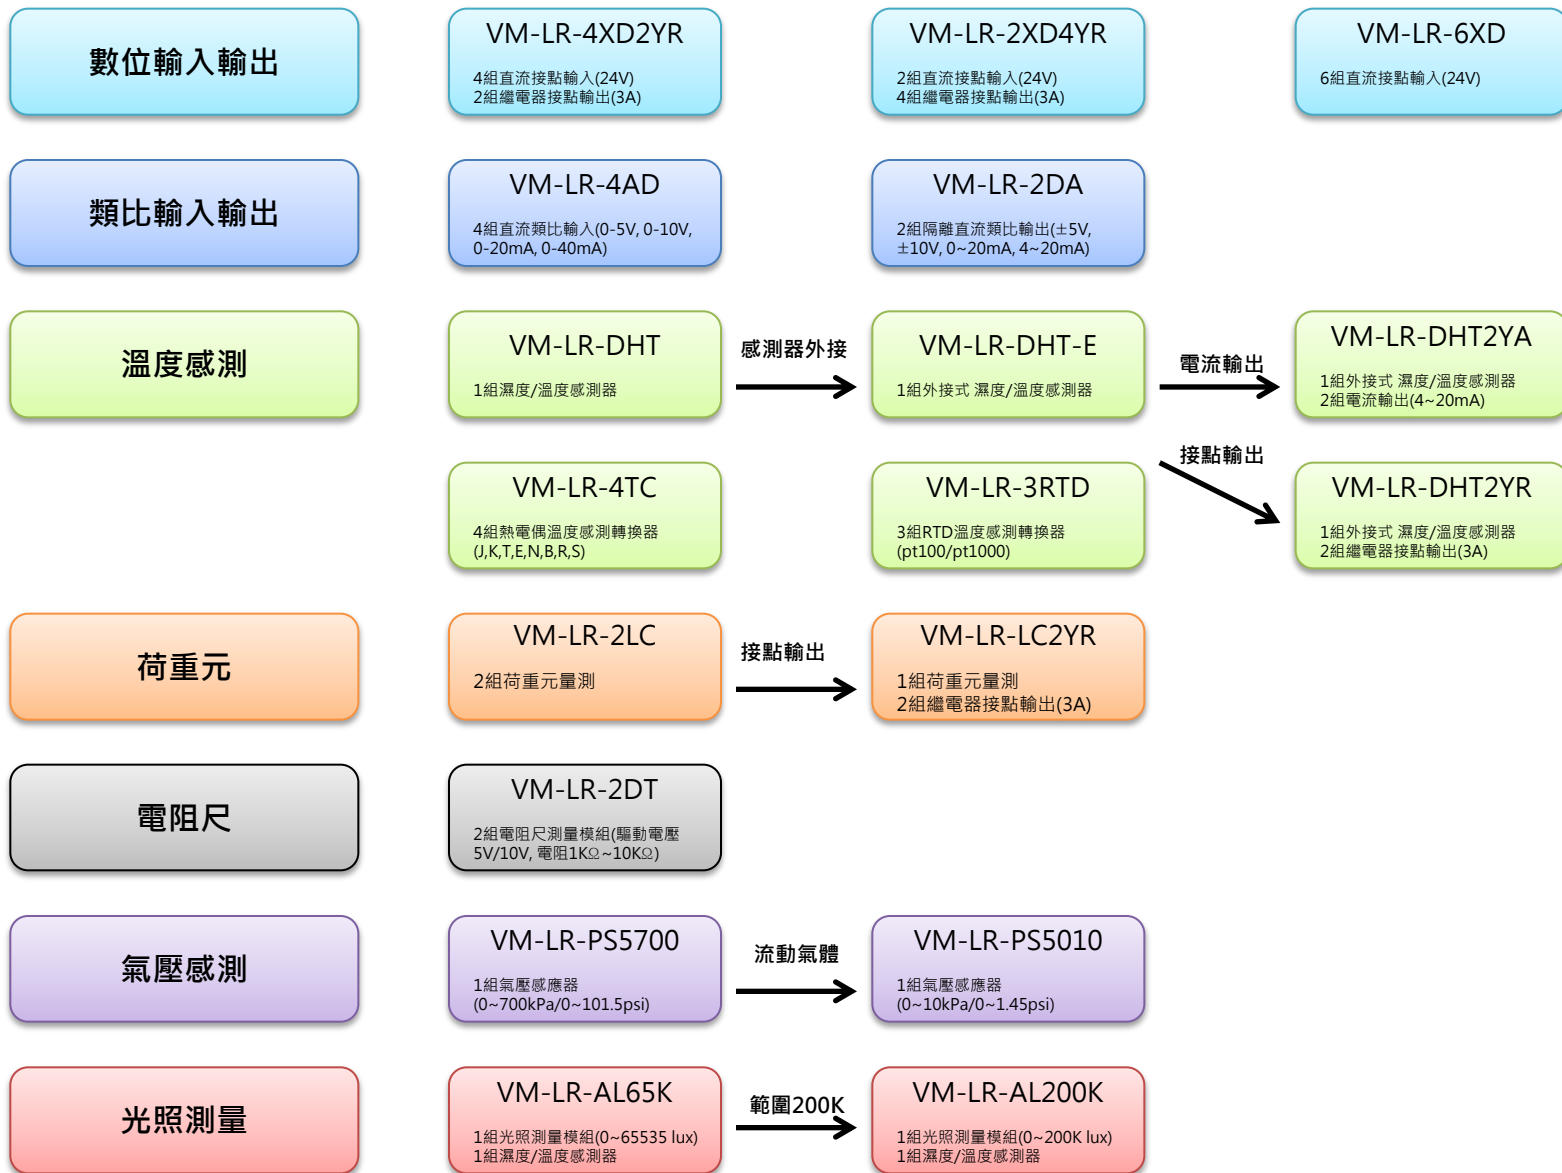 數位輸入輸出
VM-LR-4XD2YR
4組直流接點輸入(24V)
2組繼電器接點輸出(3A)
VM-LR-2XD4YR
2組直流接點輸入(24V)
4組繼電器接點輸出(3A)
VM-LR-6XD
6組直流接點輸入(24V)
類比輸入輸出
VM-LR-4AD
4組直流類比輸入(0-5V, 0-10V,
0-20mA, 0-40mA)
VM-LR-2DA
2組隔離直流類比輸出(±5V,
±10V, 0~20mA, 4~20mA)
溫度感測
VM-LR-DHT
1組濕度/溫度感測器
感測器外接
VM-LR-DHT-E
1組外接式 濕度/溫度感測器
電流輸出
VM-LR-DHT2YA
1組外接式 濕度/溫度感測器
2組電流輸出(4~20mA)
VM-LR-4TC
4組熱電偶溫度感測轉換器
(J,K,T,E,N,B,R,S)
VM-LR-3RTD
3組RTD溫度感測轉換器
(pt100/pt1000)
接點輸出
VM-LR-DHT2YR
1組外接式 濕度/溫度感測器
2組繼電器接點輸出(3A)
荷重元
VM-LR-2LC
2組荷重元量測
接點輸出
VM-LR-LC2YR
1組荷重元量測
2組繼電器接點輸出(3A)
電阻尺
VM-LR-2DT
2組電阻尺測量模組(驅動電壓
5V/10V, 電阻1KΩ~10KΩ)
氣壓感測
VM-LR-PS5700
1組氣壓感應器
(0~700kPa/0~101.5psi)
流動氣體
VM-LR-PS5010
1組氣壓感應器
(0~10kPa/0~1.45psi)
光照測量
VM-LR-AL65K
1組光照測量模組(0~65535 lux)
1組濕度/溫度感測器
範圍200K
VM-LR-AL200K
1組光照測量模組(0~200K lux)
1組濕度/溫度感測器